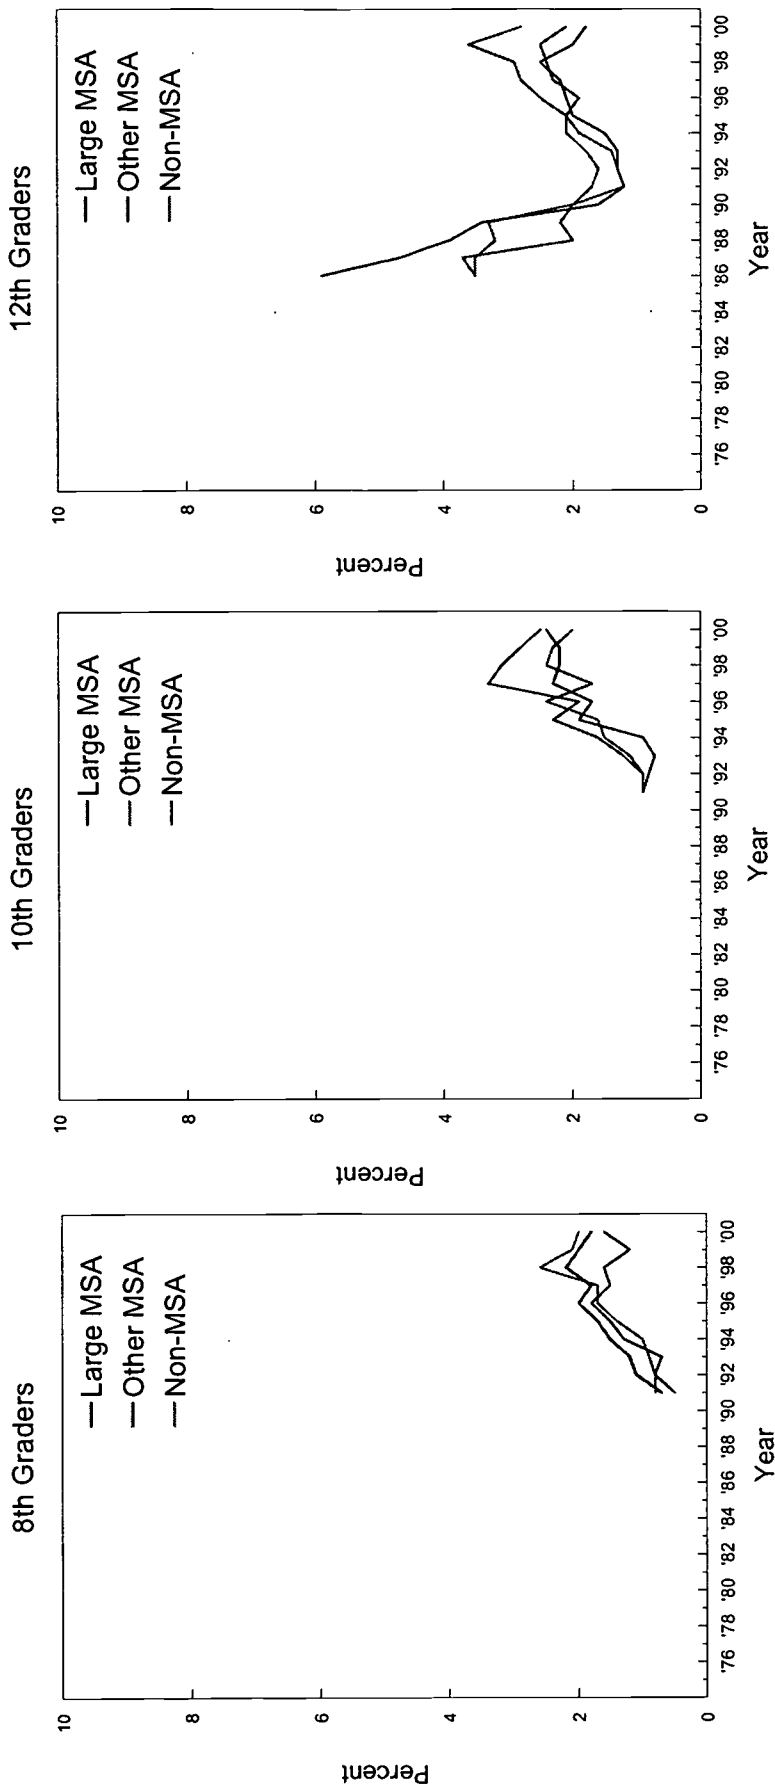 8th Graders
Large MSA
Other MSA
Non-MSA
Percent
10
8
6
4
2
0
'76 '78 '80 '82 '84 '86 '88 '90 '92 '94 '96 '98 '00
Year
10th Graders
Large MSA
Other MSA
Non-MSA
Percent
10
8
6
4
2
0
'76 '78 '80 '82 '84 '86 '88 '90 '92 '94 '96 '98 '00
Year
12th Graders
Large MSA
Other MSA
Non-MSA
Percent
10
8
6
4
2
0
'76 '78 '80 '82 '84 '86 '88 '90 '92 '94 '96 '98 '00
Year